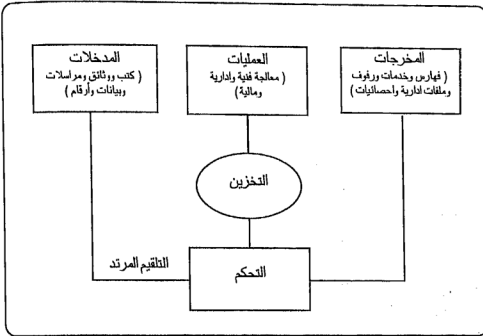 المدخلات
( كتب ووثائق ومراسلات
وبيانات وأرقام )
العمليات
( معالجة فنية وادارية
ومالية )
المخرجات
( فهارس وخدمات ورفوف
وملفات ادارية واحصائيات )
التخزين
التحكم
التلقيم المرتد